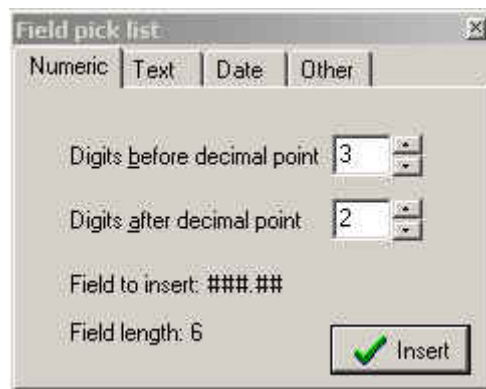 Field pick list
Numeric Text Date Other
Digits before decimal point 3
Digits after decimal point 2
Field to insert: ###.##
Field length: 6
Insert